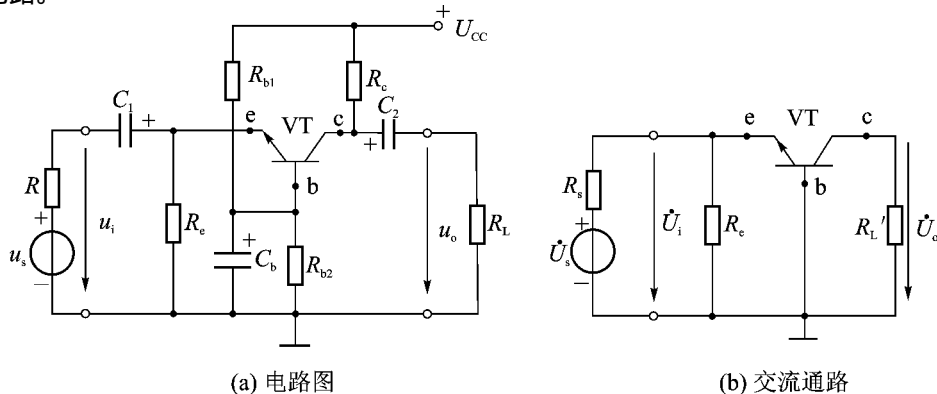 电路。
+
U_CC
R_b1
R_c
C_1
+
e
VT
c
C_2
+
b
R
+
u_s
−
u_i
R_e
+
C_b
R_b2
u_o
R_L
(a) 电路图
e
VT
c
b
R_s
+
U̇_s
−
U̇_i
R_e
R_L′
U̇_o
(b) 交流通路